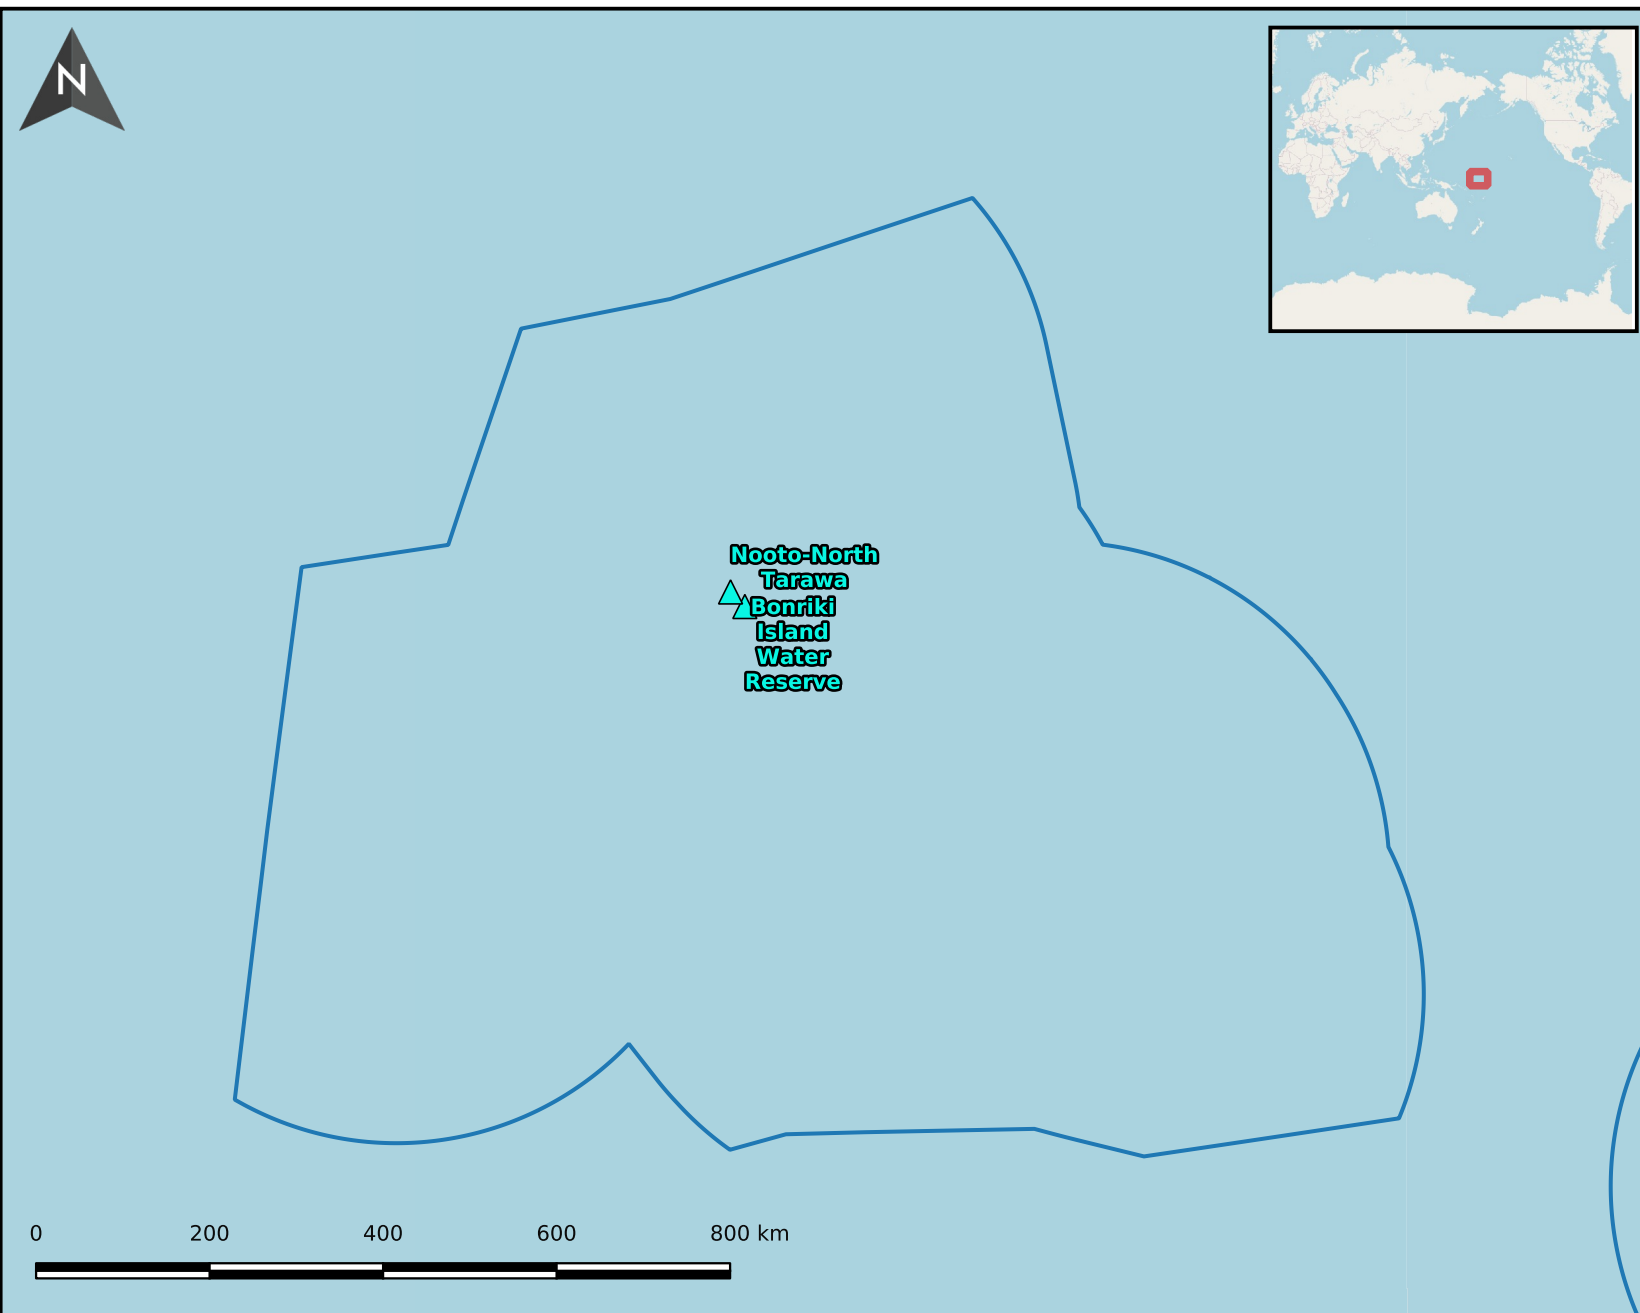 N
Nooto-North
Tarawa
Bonriki
Island
Water
Reserve
0 200 400 600 800 km